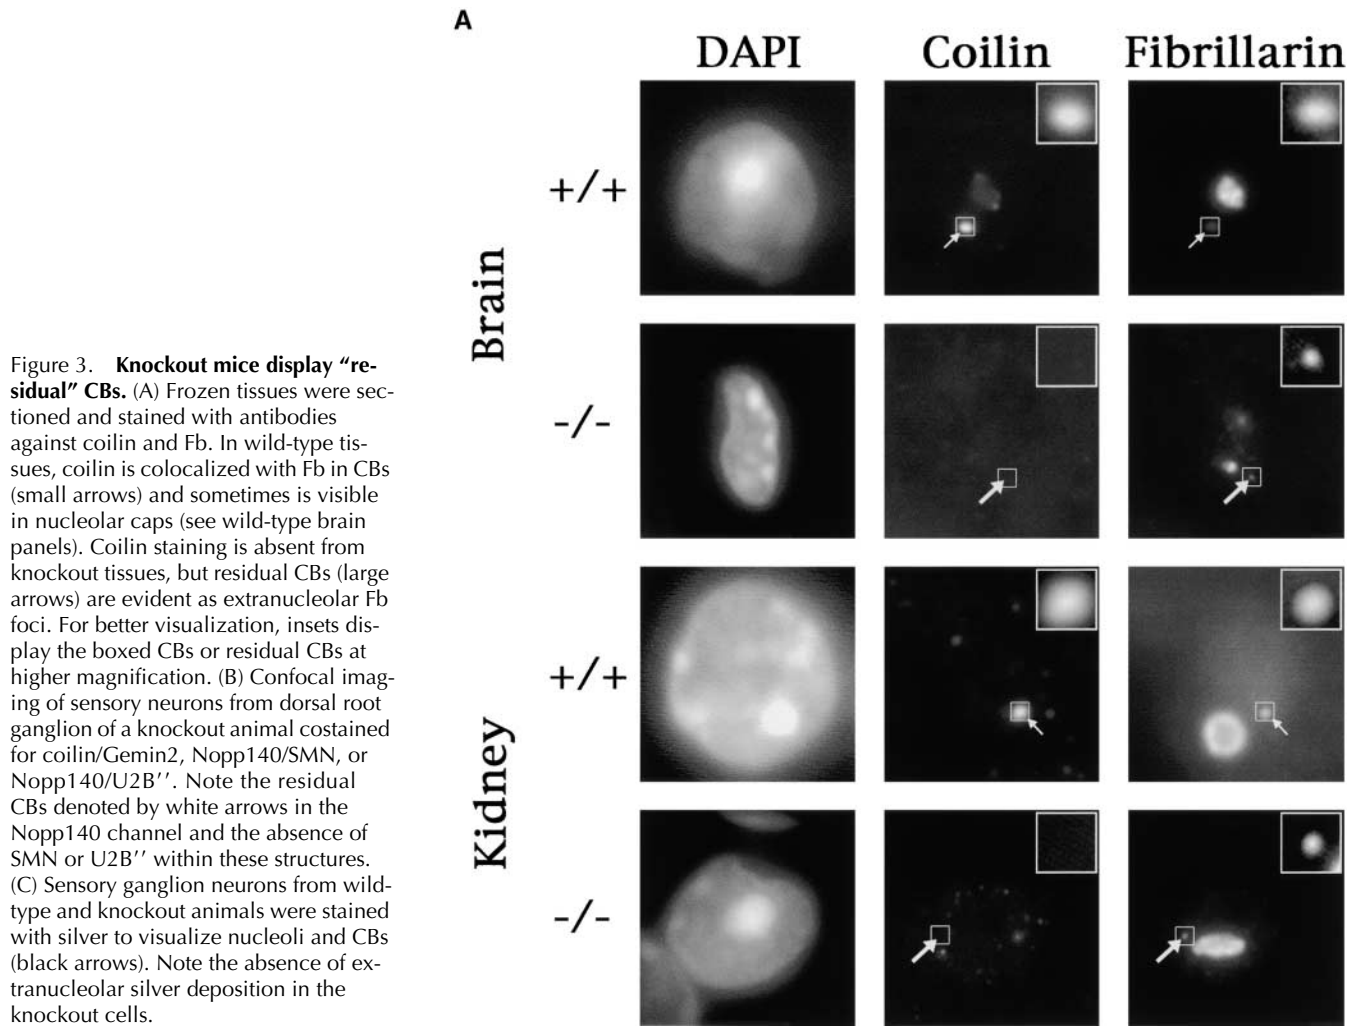 Figure 3. Knockout mice display “re-
sidual” CBs. (A) Frozen tissues were sec-
tioned and stained with antibodies
against coilin and Fb. In wild-type tis-
sues, coilin is colocalized with Fb in CBs
(small arrows) and sometimes is visible
in nucleolar caps (see wild-type brain
panels). Coilin staining is absent from
knockout tissues, but residual CBs (large
arrows) are evident as extranucleolar Fb
foci. For better visualization, insets dis-
play the boxed CBs or residual CBs at
higher magnification. (B) Confocal imag-
ing of sensory neurons from dorsal root
ganglion of a knockout animal costained
for coilin/Gemin2, Nopp140/SMN, or
Nopp140/U2B′′. Note the residual
CBs denoted by white arrows in the
Nopp140 channel and the absence of
SMN or U2B′′ within these structures.
(C) Sensory ganglion neurons from wild-
type and knockout animals were stained
with silver to visualize nucleoli and CBs
(black arrows). Note the absence of ex-
tranucleolar silver deposition in the
knockout cells.
A
DAPI Coilin Fibrillarin
Brain
+/+
-/-
Kidney
+/+
-/-